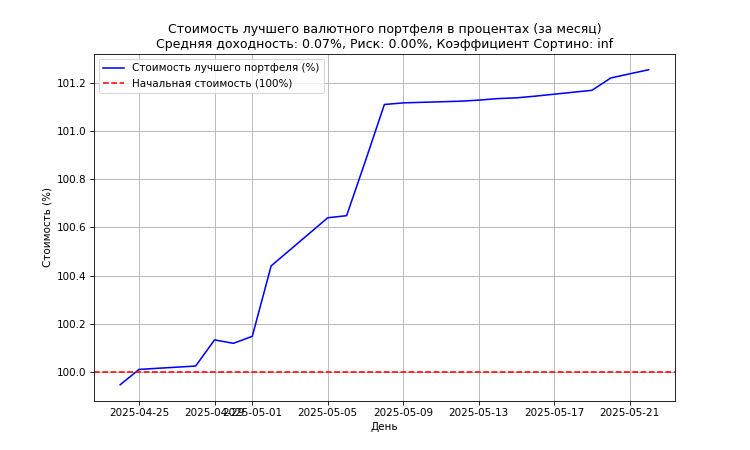 Стоимость лучшего валютного портфеля в процентах (за месяц)
Средняя доходность: 0.07%, Риск: 0.00%, Коэффициент Сортино: inf
Стоимость лучшего портфеля (%)
Начальная стоимость (100%)
Стоимость (%)
101.2
101.0
100.8
100.6
100.4
100.2
100.0
2025-04-25 2025-04-29 2025-05-01 2025-05-05 2025-05-09 2025-05-13 2025-05-17 2025-05-21
День